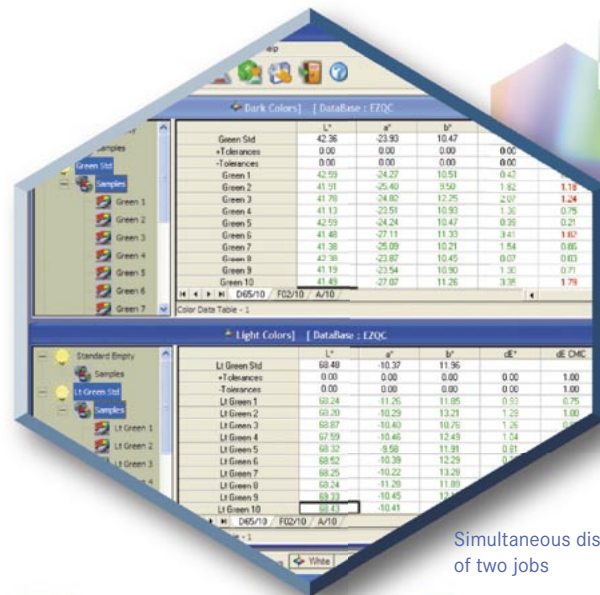 elp
Dark Colors] [ DataBase : EZQC
L* a* b*
Green Std 42.36 -23.93 10.47
+Tolerances 0.00 0.00 0.00 0.00
-Tolerances 0.00 0.00 0.00 0.00
Green 1 42.59 -24.27 10.51 0.42
Green 2 41.91 -25.40 9.50 1.82 1.18
Green 3 41.78 -24.82 12.25 2.07 1.24
Green 4 41.13 -23.51 10.93 1.36 0.75
Green 5 42.59 -24.24 10.47 0.39 0.21
Green 6 41.48 -27.11 11.33 3.41 1.82
Green 7 41.38 -25.09 10.21 1.54 0.86
Green 8 42.38 -23.87 10.45 0.07 0.03
Green 9 41.19 -23.54 10.90 1.30 0.71
Green 10 41.49 -27.07 11.26 3.35 1.79
Samples
Green Std
Samples
Green 1
Green 2
Green 3
Green 4
Green 5
Green 6
Green 7
D65/10 F02/10 A/10
Color Data Table - 1
Light Colors] [ DataBase : EZQC
Standard Empty
Samples
Lt Green Std
Samples
Lt Green 1
Lt Green 2
Lt Green 3
L* a* b* dE* dE CMC
Lt Green Std 68.48 -10.37 11.96
+Tolerances 0.00 0.00 0.00 0.00 1.00
-Tolerances 0.00 0.00 0.00 0.00 1.00
Lt Green 1 68.24 -11.26 11.85 0.93 0.75
Lt Green 2 68.20 -10.29 13.21 1.28 1.00
Lt Green 3 68.87 -10.40 10.76 1.26
Lt Green 4 67.59 -10.46 12.49 1.04
Lt Green 5 68.32 -9.58 11.91 0.81
Lt Green 6 68.52 -10.39 12.29
Lt Green 7 68.25 -10.22 13.28
Lt Green 8 68.24 -11.28 11.89
Lt Green 9 69.33 -10.45
Lt Green 10 68.43 -10.41
D65/10 F02/10 A/10
- 1
White
Simultaneous dis
of two jobs